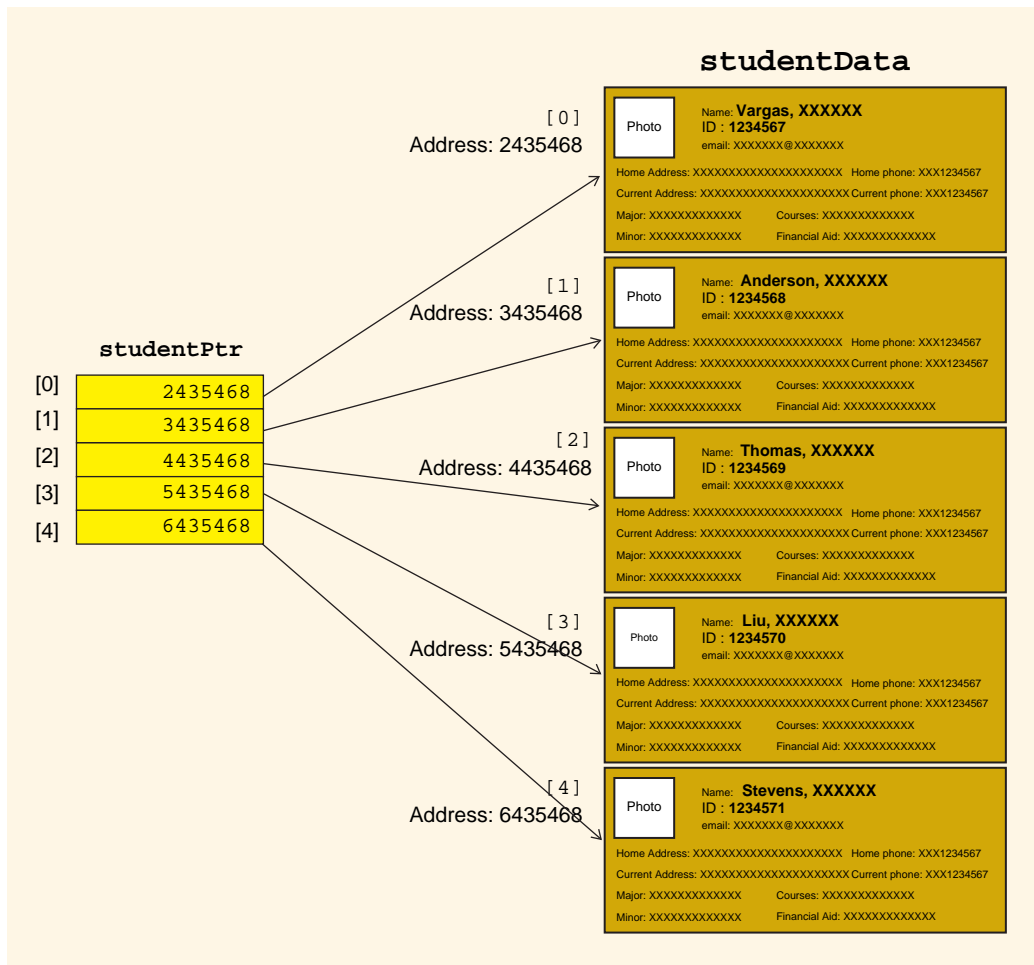 studentData
[0]
Address: 2435468
Photo
Name: Vargas, XXXXXX
ID : 1234567
email: XXXXXXX@XXXXXXX
Home Address: XXXXXXXXXXXXXXXXXXXXX Home phone: XXX1234567
Current Address: XXXXXXXXXXXXXXXXXXXXX Current phone: XXX1234567
Major: XXXXXXXXXXXXX Courses: XXXXXXXXXXXXX
Minor: XXXXXXXXXXXXX Financial Aid: XXXXXXXXXXXXX
[1]
Address: 3435468
Photo
Name: Anderson, XXXXXX
ID : 1234568
email: XXXXXXX@XXXXXXX
Home Address: XXXXXXXXXXXXXXXXXXXXX Home phone: XXX1234567
Current Address: XXXXXXXXXXXXXXXXXXXXX Current phone: XXX1234567
Major: XXXXXXXXXXXXX Courses: XXXXXXXXXXXXX
Minor: XXXXXXXXXXXXX Financial Aid: XXXXXXXXXXXXX
studentPtr
[0] 2435468
[1] 3435468
[2] 4435468
[3] 5435468
[4] 6435468
[2]
Address: 4435468
Photo
Name: Thomas, XXXXXX
ID : 1234569
email: XXXXXXX@XXXXXXX
Home Address: XXXXXXXXXXXXXXXXXXXXX Home phone: XXX1234567
Current Address: XXXXXXXXXXXXXXXXXXXXX Current phone: XXX1234567
Major: XXXXXXXXXXXXX Courses: XXXXXXXXXXXXX
Minor: XXXXXXXXXXXXX Financial Aid: XXXXXXXXXXXXX
[3]
Address: 5435468
Photo
Name: Liu, XXXXXX
ID : 1234570
email: XXXXXXX@XXXXXXX
Home Address: XXXXXXXXXXXXXXXXXXXXX Home phone: XXX1234567
Current Address: XXXXXXXXXXXXXXXXXXXXX Current phone: XXX1234567
Major: XXXXXXXXXXXXX Courses: XXXXXXXXXXXXX
Minor: XXXXXXXXXXXXX Financial Aid: XXXXXXXXXXXXX
[4]
Address: 6435468
Photo
Name: Stevens, XXXXXX
ID : 1234571
email: XXXXXXX@XXXXXXX
Home Address: XXXXXXXXXXXXXXXXXXXXX Home phone: XXX1234567
Current Address: XXXXXXXXXXXXXXXXXXXXX Current phone: XXX1234567
Major: XXXXXXXXXXXXX Courses: XXXXXXXXXXXXX
Minor: XXXXXXXXXXXXX Financial Aid: XXXXXXXXXXXXX